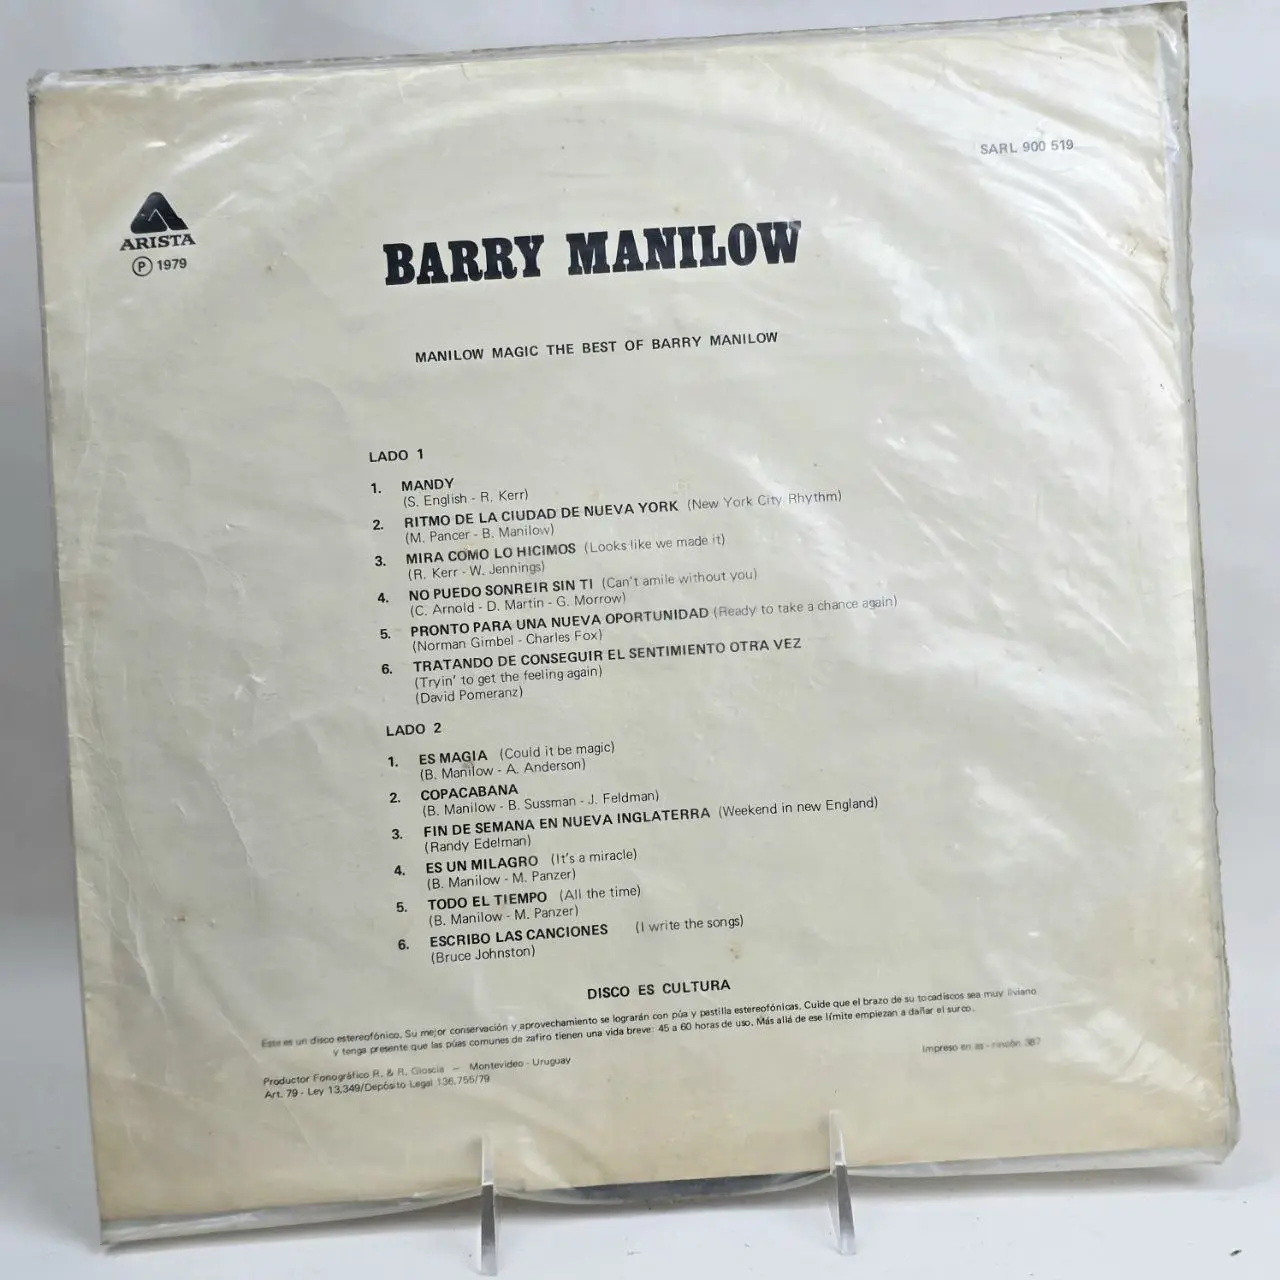 SARL 900 519
ARISTA
Ⓟ 1979
BARRY MANILOW
MANILOW MAGIC THE BEST OF BARRY MANILOW
LADO 1
1. MANDY
(S. English - R. Kerr)
2. RITMO DE LA CIUDAD DE NUEVA YORK (New York City Rhythm)
(M. Pancer - B. Manilow)
3. MIRA COMO LO HICIMOS (Looks like we made it)
(R. Kerr - W. Jennings)
4. NO PUEDO SONREIR SIN TI (Can't amile without you)
(C. Arnold - D. Martin - G. Morrow)
5. PRONTO PARA UNA NUEVA OPORTUNIDAD (Ready to take a chance again)
(Norman Gimbel - Charles Fox)
6. TRATANDO DE CONSEGUIR EL SENTIMIENTO OTRA VEZ
(Tryin' to get the feeling again)
(David Pomeranz)
LADO 2
1. ES MAGIA (Could it be magic)
(B. Manilow - A. Anderson)
2. COPACABANA
(B. Manilow - B. Sussman - J. Feldman)
3. FIN DE SEMANA EN NUEVA INGLATERRA (Weekend in new England)
(Randy Edelman)
4. ES UN MILAGRO (It's a miracle)
(B. Manilow - M. Panzer)
5. TODO EL TIEMPO (All the time)
(B. Manilow - M. Panzer)
6. ESCRIBO LAS CANCIONES (I write the songs)
(Bruce Johnston)
DISCO ES CULTURA
Este es un disco estereofónico. Su mejor conservación y aprovechamiento se lograrán con púa y pastilla estereofónicas. Cuide que el brazo de su tocadiscos sea muy liviano
y tenga presente que las púas comunes de zafiro tienen una vida breve: 45 a 60 horas de uso. Más allá de ese límite empiezan a dañar el surco.
Impreso en as - rincón 387
Productor Fonográfico R. & R. Gioscia — Montevideo - Uruguay
Art. 79 - Ley 13.349/Depósito Legal 136.755/79